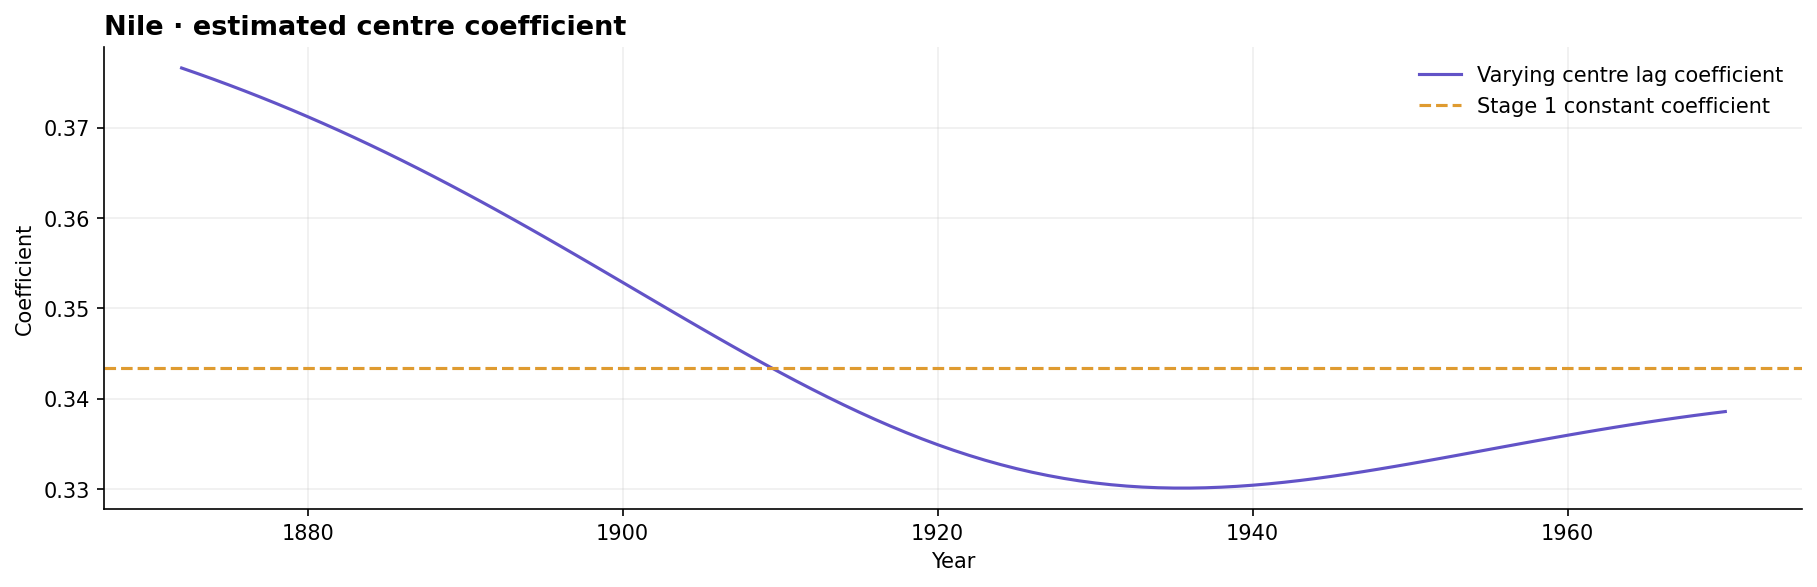 Nile · estimated centre coefficient
Varying centre lag coefficient
Stage 1 constant coefficient
Coefficient
0.37
0.36
0.35
0.34
0.33
1880
1900
1920
1940
1960
Year